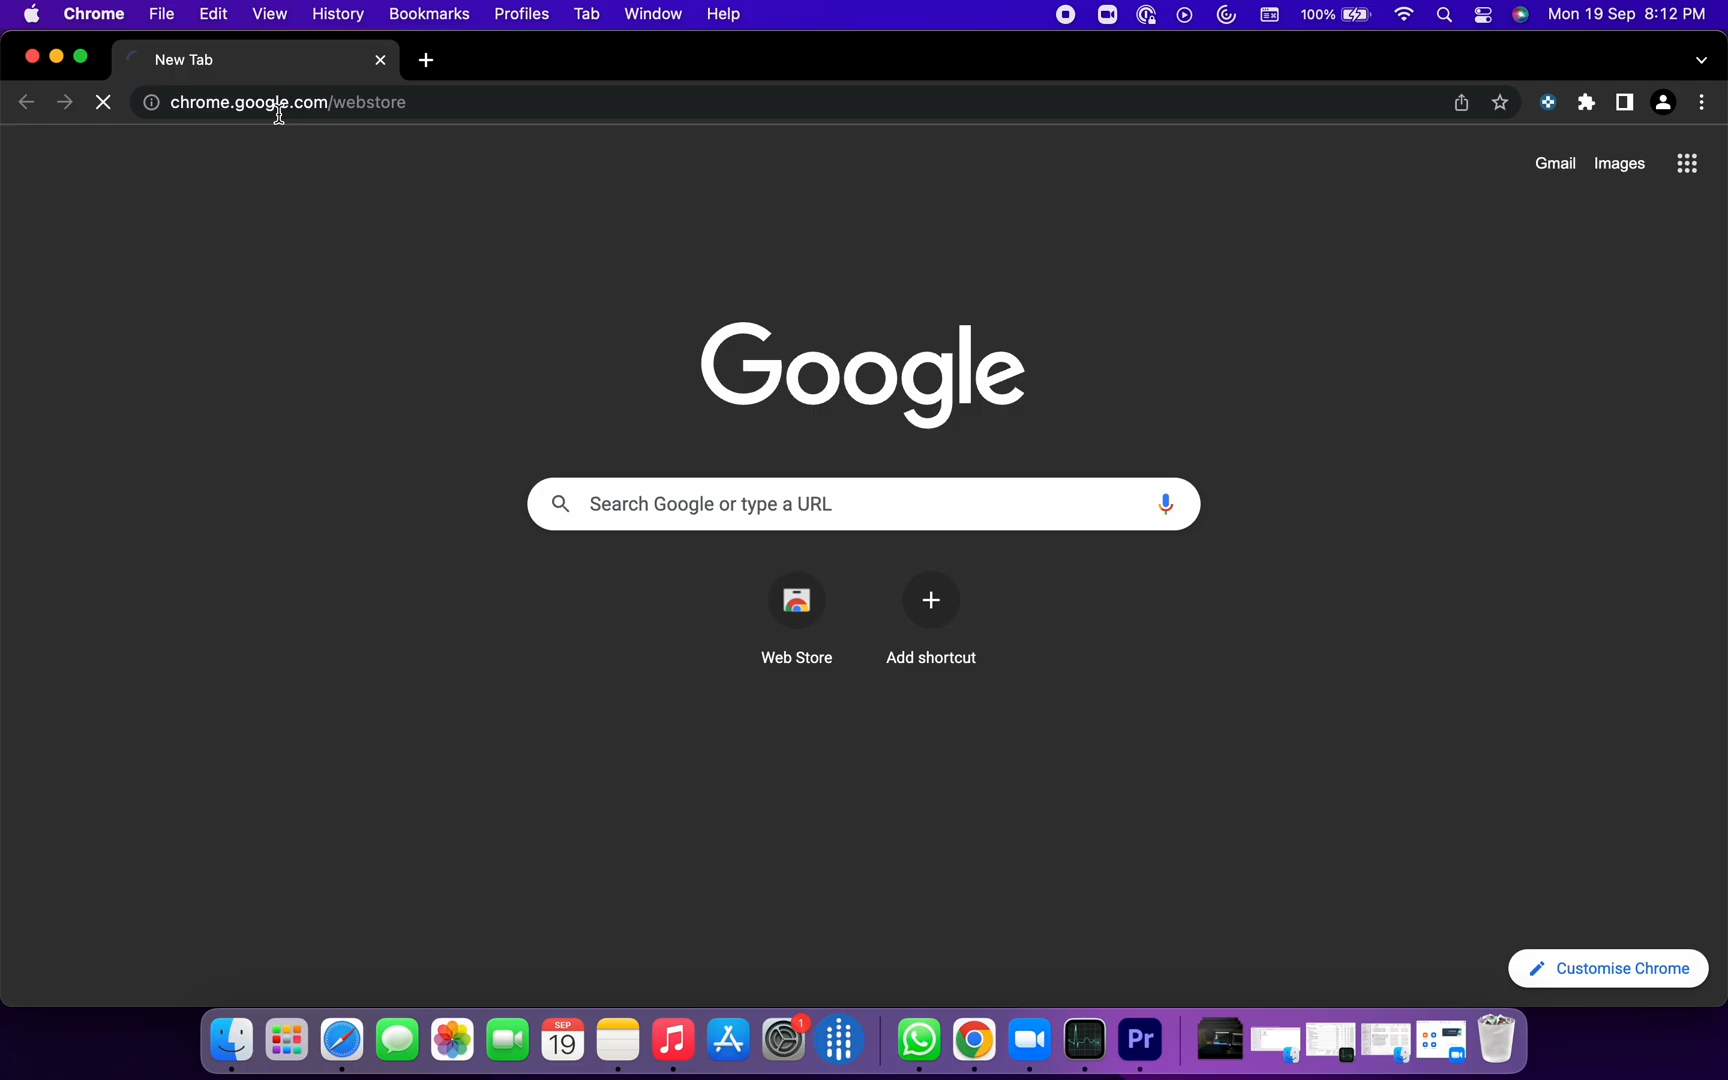 Chrome File Edit View History Bookmarks Profiles Tab Window Help 100% Mon 19 Sep 8:12 PM
New Tab
chrome.google.com/webstore
Gmail Images
Google
Search Google or type a URL
Web Store Add shortcut
Customise Chrome
SEP
19
1
Pr